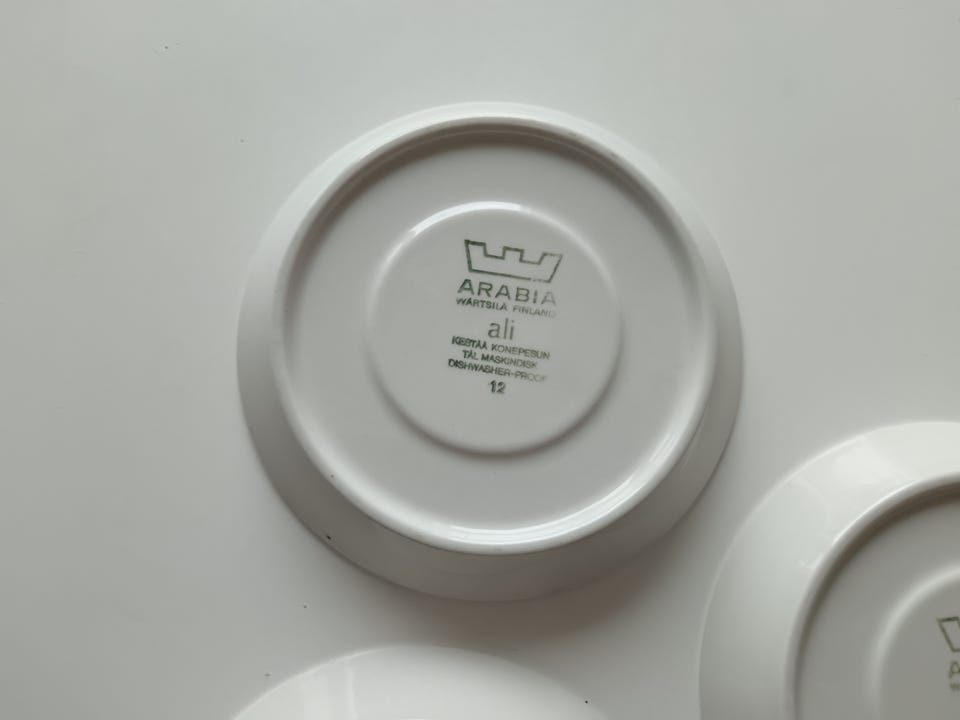 ARABIA
WÄRTSILÄ FINLAND
ali
KESTÄÄ KONEPESUN
TÅL MASKINDISK
DISHWASHER-PROOF
12